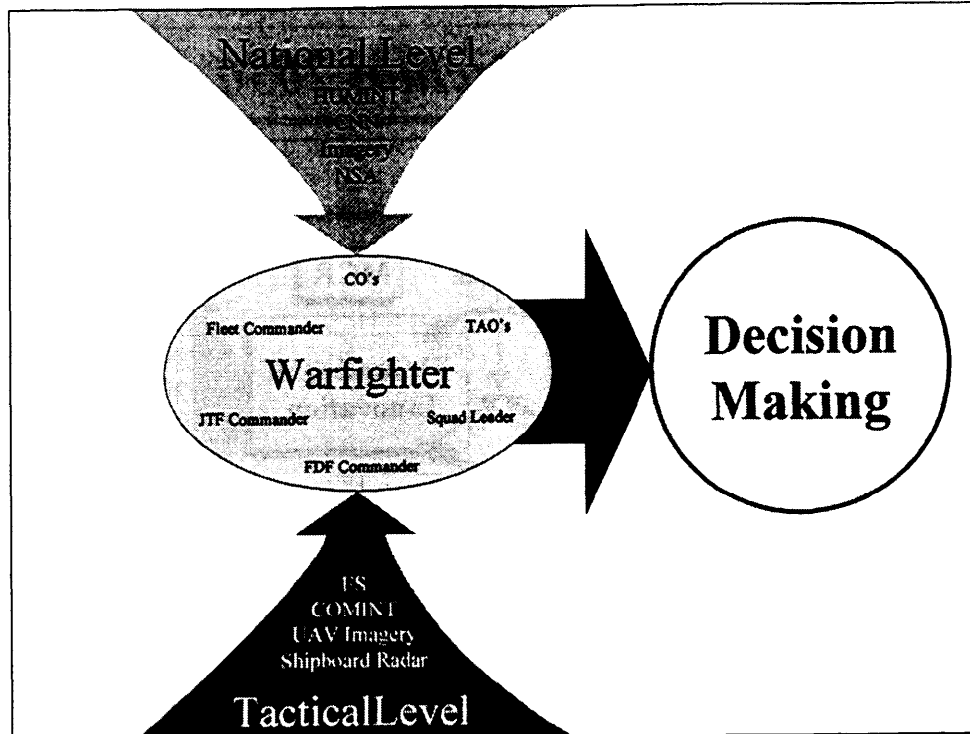 National Level
HUMINT
CNN
Imagery
NSA
CO's
Fleet Commander
TAO's
Warfighter
JTF Commander
Squad Leader
FDF Commander
Decision
Making
ES
COMINT
UAV Imagery
Shipboard Radar
TacticalLevel